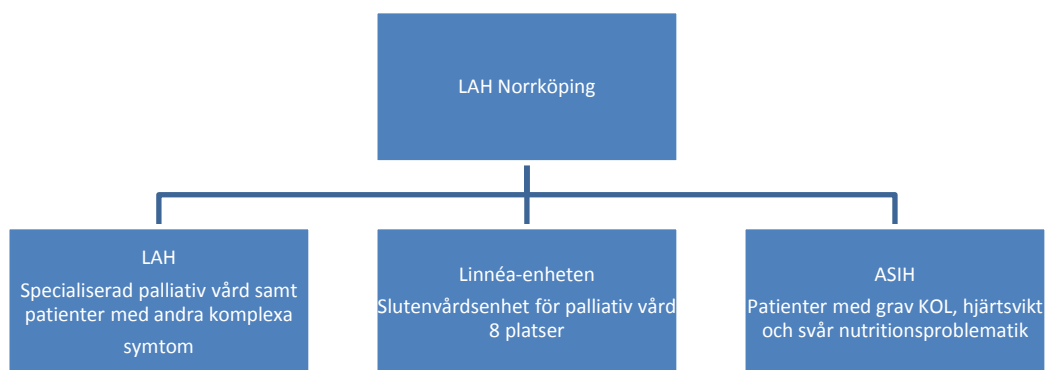 LAH Norrköping
LAH
Specialiserad palliativ vård samt
patienter med andra komplexa
symtom
Linnéa-enheten
Slutenvårdsenhet för palliativ vård
8 platser
ASIH
Patienter med grav KOL, hjärtsvikt
och svår nutritionsproblematik